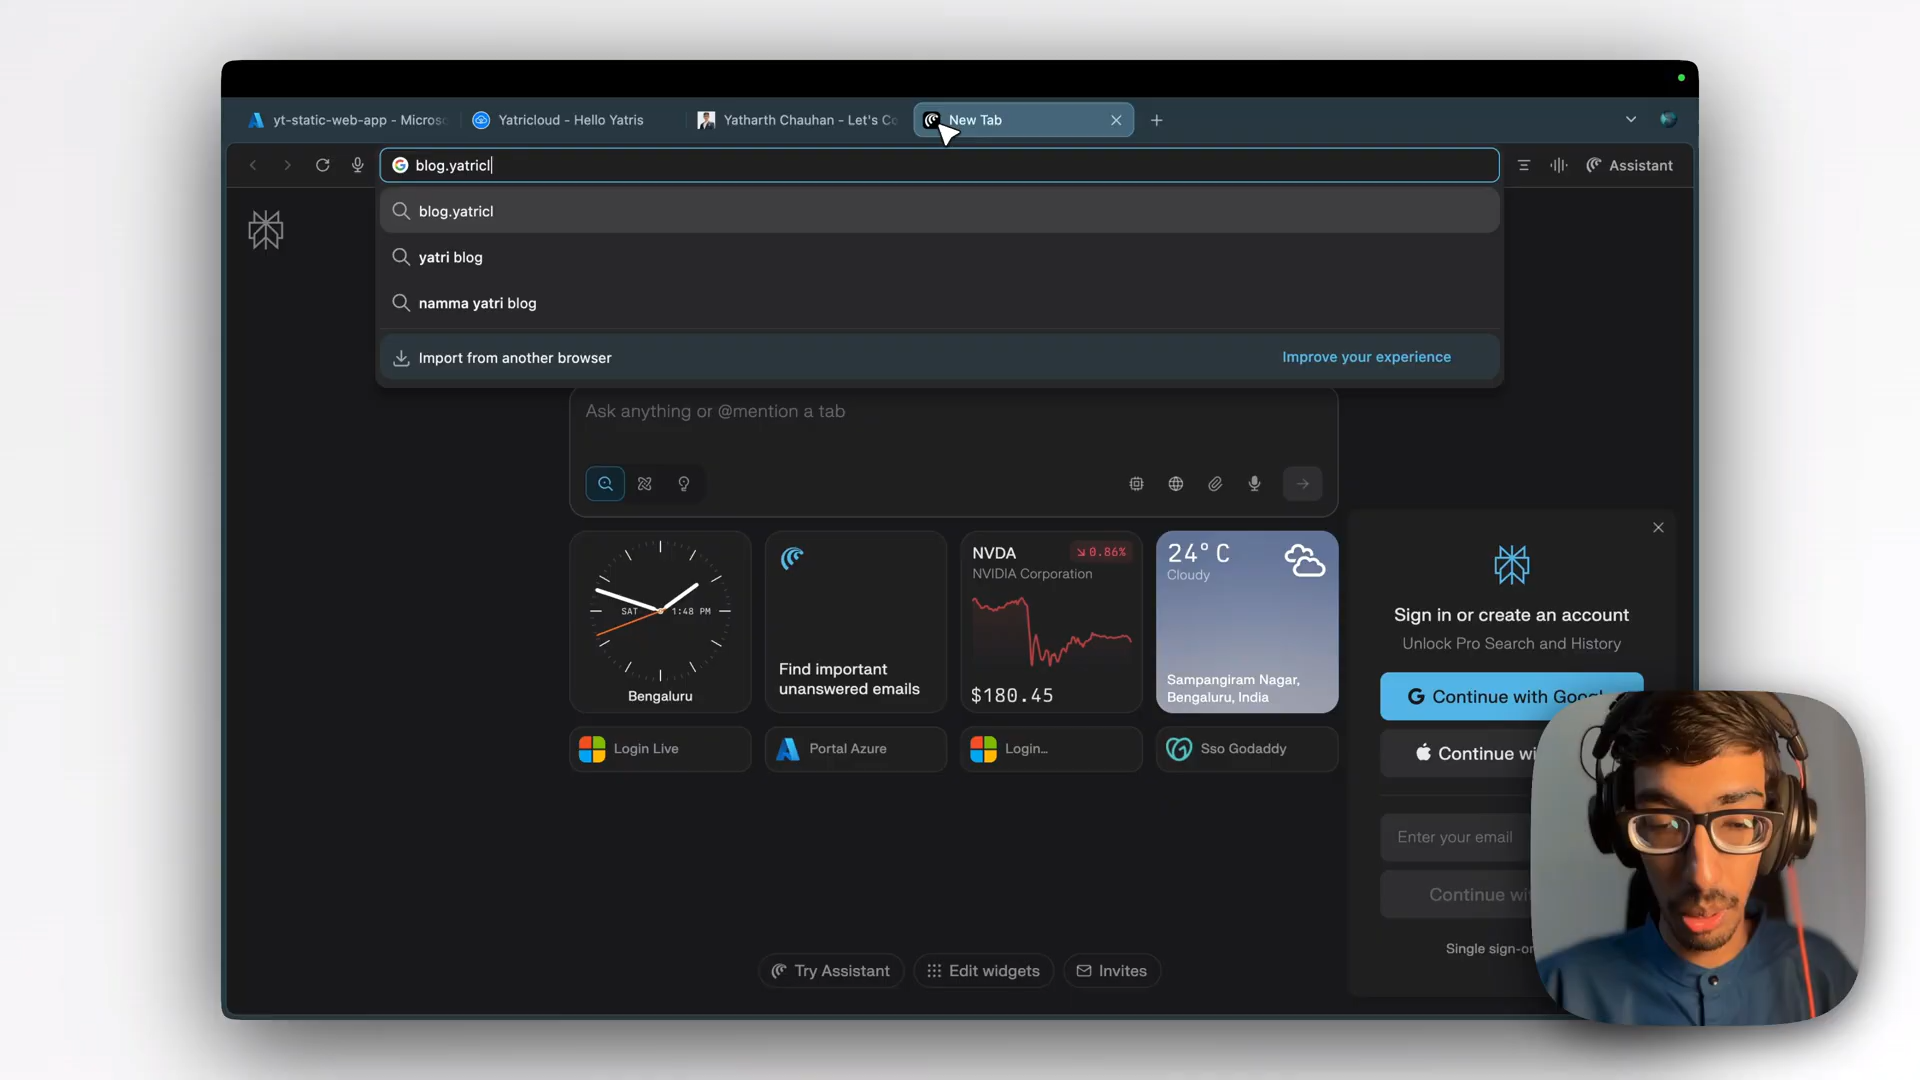 yt-static-web-app - Micros
Yatricloud - Hello Yatris
Yatharth Chauhan - Let's Co
New Tab
blog.yatricl
Assistant
blog.yatricl
yatri blog
namma yatri blog
Import from another browser
Improve your experience
Ask anything or @mention a tab
SAT
1:48 PM
Bengaluru
Find important
unanswered emails
NVDA
0.86%
NVIDIA Corporation
$180.45
24°C
Cloudy
Sampangiram Nagar,
Bengaluru, India
Login Live
Portal Azure
Login...
Sso Godaddy
Sign in or create an account
Unlock Pro Search and History
Continue with Goo
Continue wi
Enter your email
Continue wi
Single sign-o
Try Assistant
Edit widgets
Invites